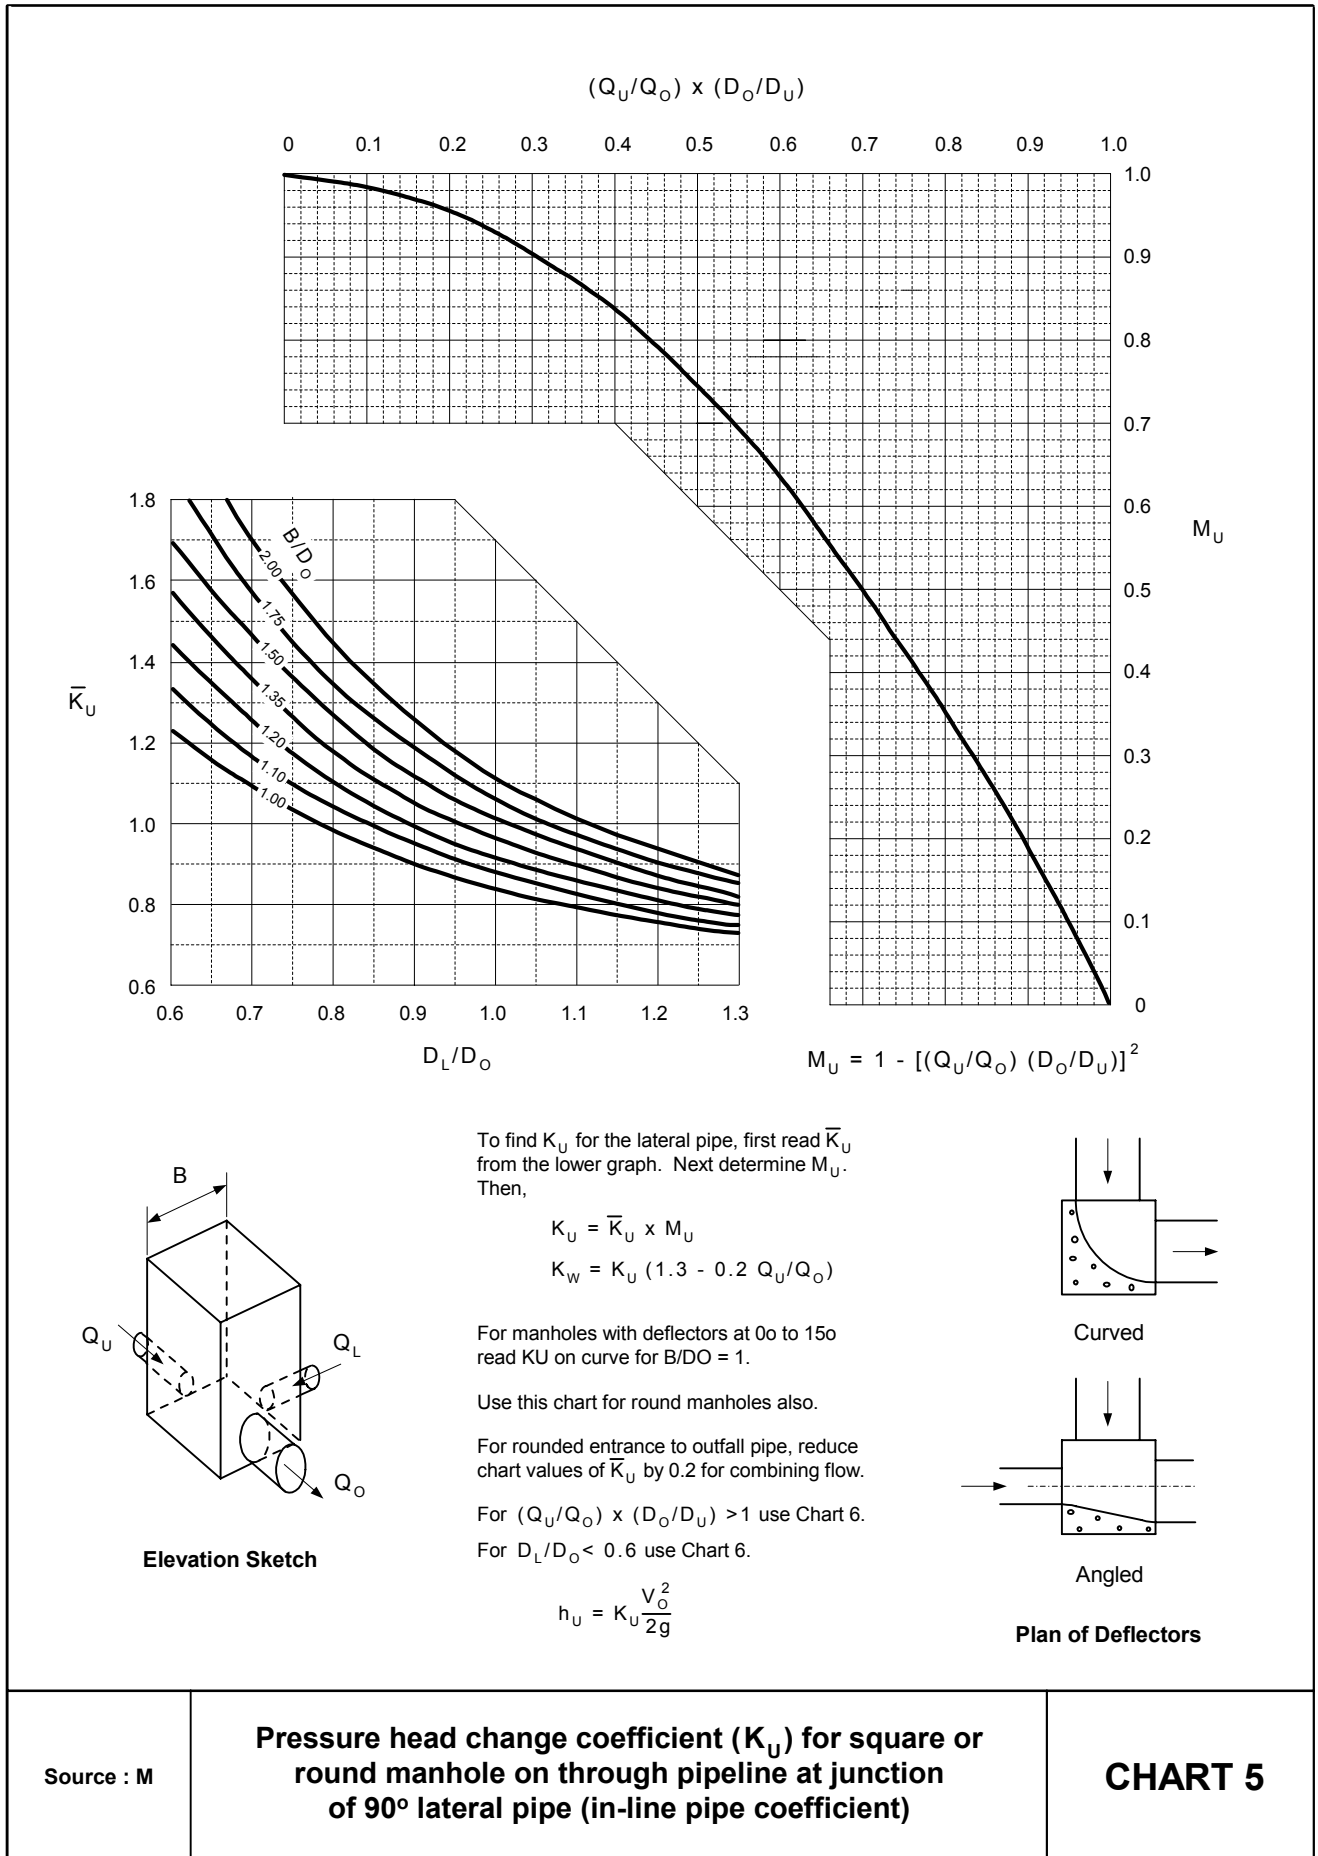 (Q_U/Q_O) x (D_O/D_U)
0 0.1 0.2 0.3 0.4 0.5 0.6 0.7 0.8 0.9 1.0
1.0
0.9
0.8
0.7
0.6
M_U
0.5
0.4
0.3
0.2
0.1
0
1.8
1.6
1.4
K̅_U
1.2
1.0
0.8
0.6
B/D_O
2.00
1.75
1.50
1.35
1.20
1.10
1.00
0.6 0.7 0.8 0.9 1.0 1.1 1.2 1.3
D_L/D_O
M_U = 1 - [(Q_U/Q_O) (D_O/D_U)]²
To find K_U for the lateral pipe, first read K̅_U
from the lower graph. Next determine M_U.
Then,
K_U = K̅_U x M_U
K_W = K_U (1.3 - 0.2 Q_U/Q_O)
For manholes with deflectors at 0o to 15o
read KU on curve for B/DO = 1.
Use this chart for round manholes also.
For rounded entrance to outfall pipe, reduce
chart values of K̅_U by 0.2 for combining flow.
For (Q_U/Q_O) x (D_O/D_U) >1 use Chart 6.
For D_L/D_O< 0.6 use Chart 6.
h_U = K_U V_O²/2g
B
Q_U
Q_L
Q_O
Elevation Sketch
Curved
Angled
Plan of Deflectors
Source : M
Pressure head change coefficient (K_U) for square or
round manhole on through pipeline at junction
of 90º lateral pipe (in-line pipe coefficient)
CHART 5